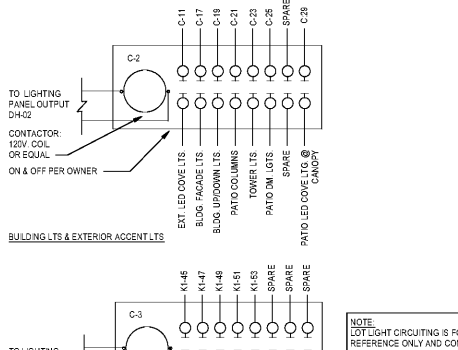 C-11
C-17
C-19
C-21
C-23
C-25
SPARE
C-29
C-2
TO LIGHTING
PANEL OUTPUT
DH-02
CONTACTOR:
120V. COIL
OR EQUAL
ON & OFF PER OWNER
EXT. LED COVE LTS.
BLDG. FACADE LTS.
BLDG. UP/DOWN LTS.
PATIO COLUMNS
TOWER LTS.
PATIO DM. LGTS.
SPARE
PATIO LED COVE LTG. @
CANOPY
BUILDING LTS & EXTERIOR ACCENT LTS
K1-45
K1-47
K1-49
K1-51
K1-53
SPARE
SPARE
SPARE
C-3
TO LIGHTING
NOTE:
LOT LIGHT CIRCUITING IS
REFERENCE ONLY AND